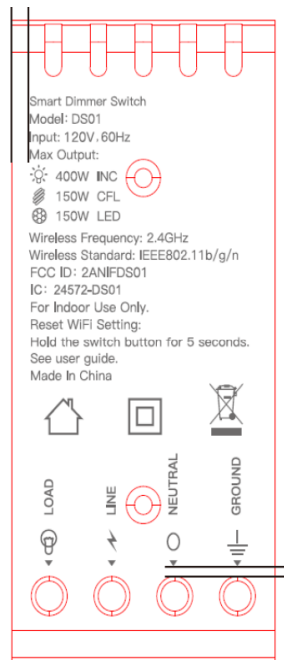 Smart Dimmer Switch
Model: DS01
Input: 120V, 60Hz
Max Output:
400W INC
150W CFL
150W LED
Wireless Frequency: 2.4GHz
Wireless Standard: IEEE802.11b/g/n
FCC ID: 2ANIFDS01
IC: 24572-DS01
For Indoor Use Only.
Reset WiFi Setting:
Hold the switch button for 5 seconds.
See user guide.
Made In China
LOAD
LINE
NEUTRAL
GROUND